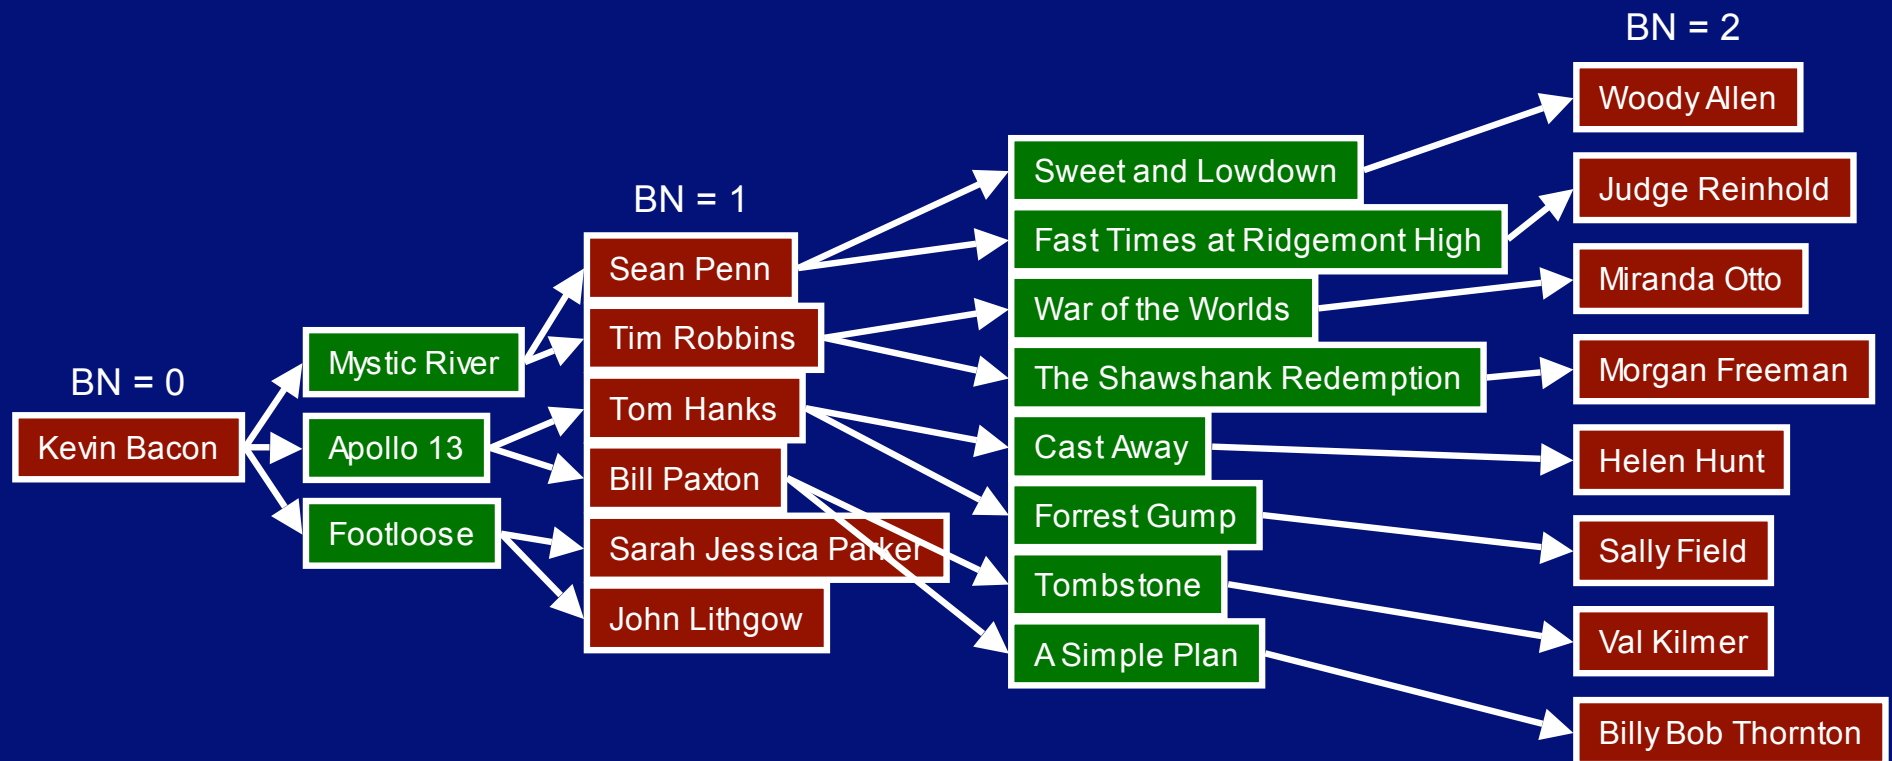 BN = 0
Kevin Bacon
Mystic River
Apollo 13
Footloose
BN = 1
Sean Penn
Tim Robbins
Tom Hanks
Bill Paxton
Sarah Jessica Parker
John Lithgow
Sweet and Lowdown
Fast Times at Ridgemont High
War of the Worlds
The Shawshank Redemption
Cast Away
Forrest Gump
Tombstone
A Simple Plan
BN = 2
Woody Allen
Judge Reinhold
Miranda Otto
Morgan Freeman
Helen Hunt
Sally Field
Val Kilmer
Billy Bob Thornton